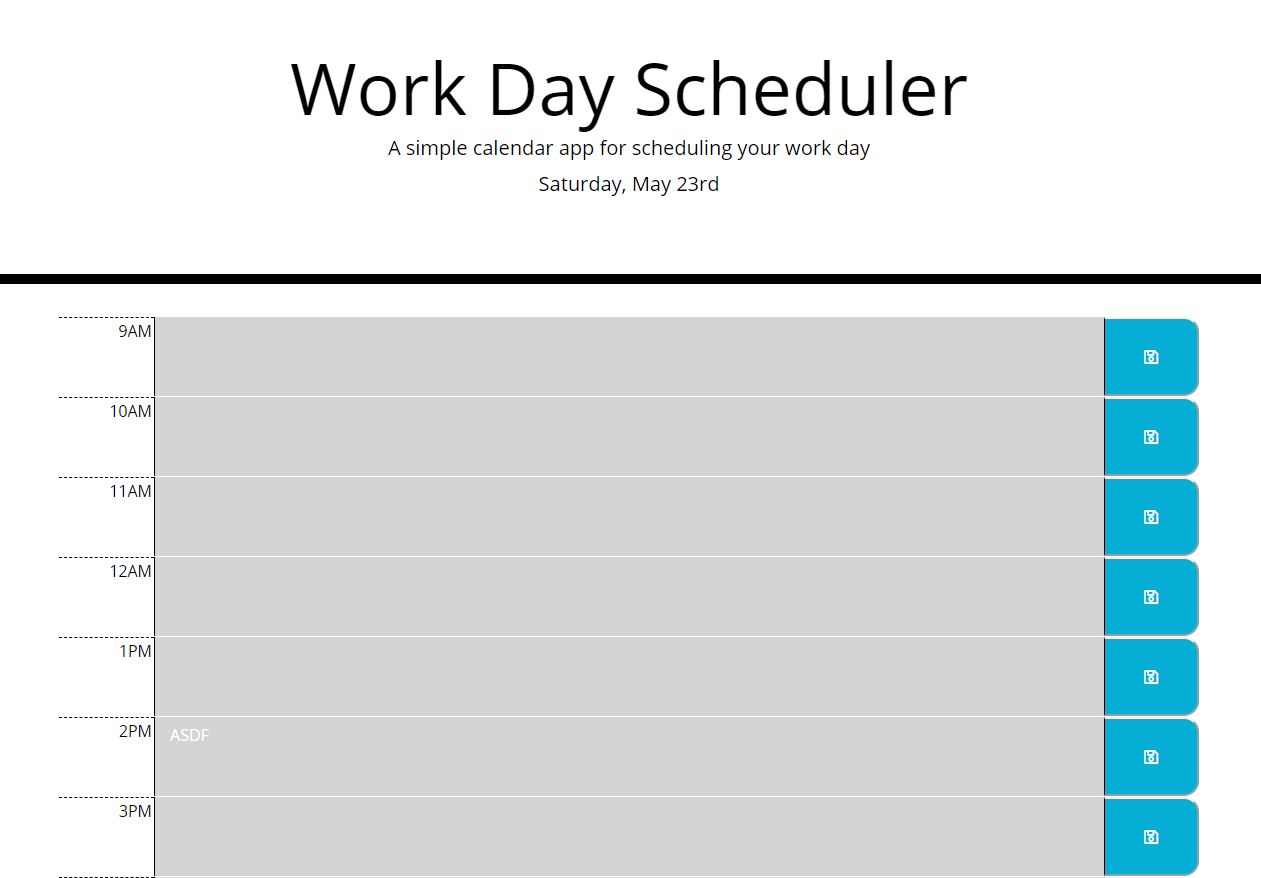 Work Day Scheduler
A simple calendar app for scheduling your work day
Saturday, May 23rd
9AM
10AM
11AM
12AM
1PM
2PM ASDF
3PM